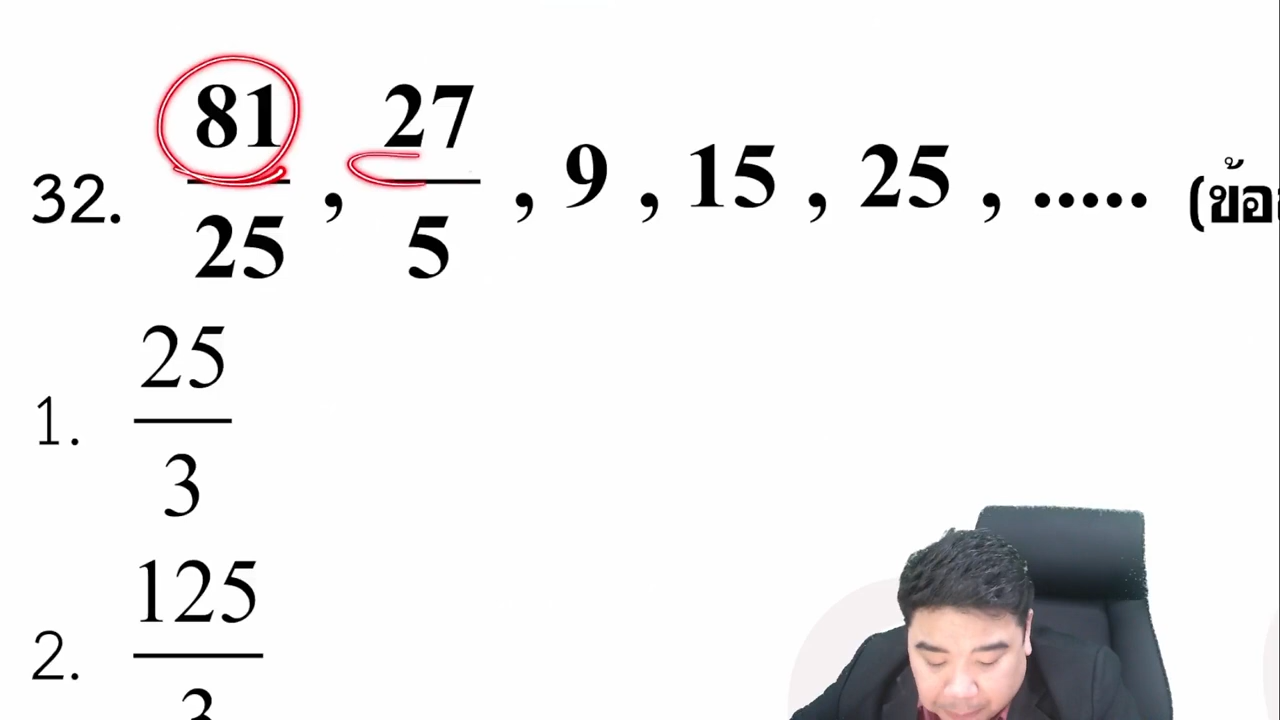 32. 81/25 , 27/5 , 9 , 15 , 25 , ..... (ข้อ
1. 25/3
2. 125/3